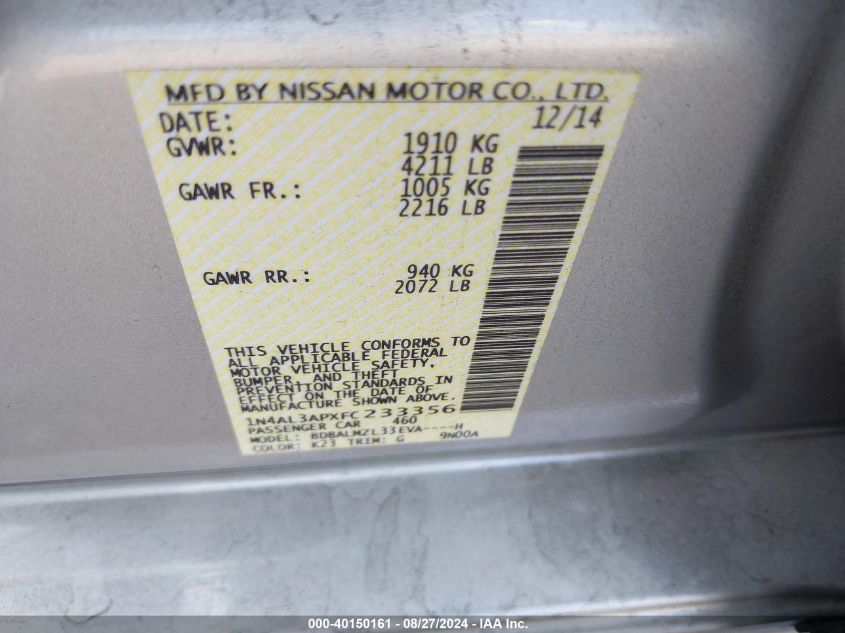 MFD BY NISSAN MOTOR CO., LTD.
DATE: 12/14
GVWR: 1910 KG
4211 LB
GAWR FR.: 1005 KG
2216 LB
GAWR RR.: 940 KG
2072 LB
THIS VEHICLE CONFORMS TO
ALL APPLICABLE FEDERAL
MOTOR VEHICLE SAFETY,
BUMPER, AND THEFT
PREVENTION STANDARDS IN
EFFECT ON THE DATE OF
MANUFACTURE SHOWN ABOVE.
1N4AL3APXFC233356
PASSENGER CAR 460
MODEL: BDBALMZL33EVA----H
COLOR: K23 TRIM: G 9N00A
000-40150161 - 08/27/2024 - IAA Inc.